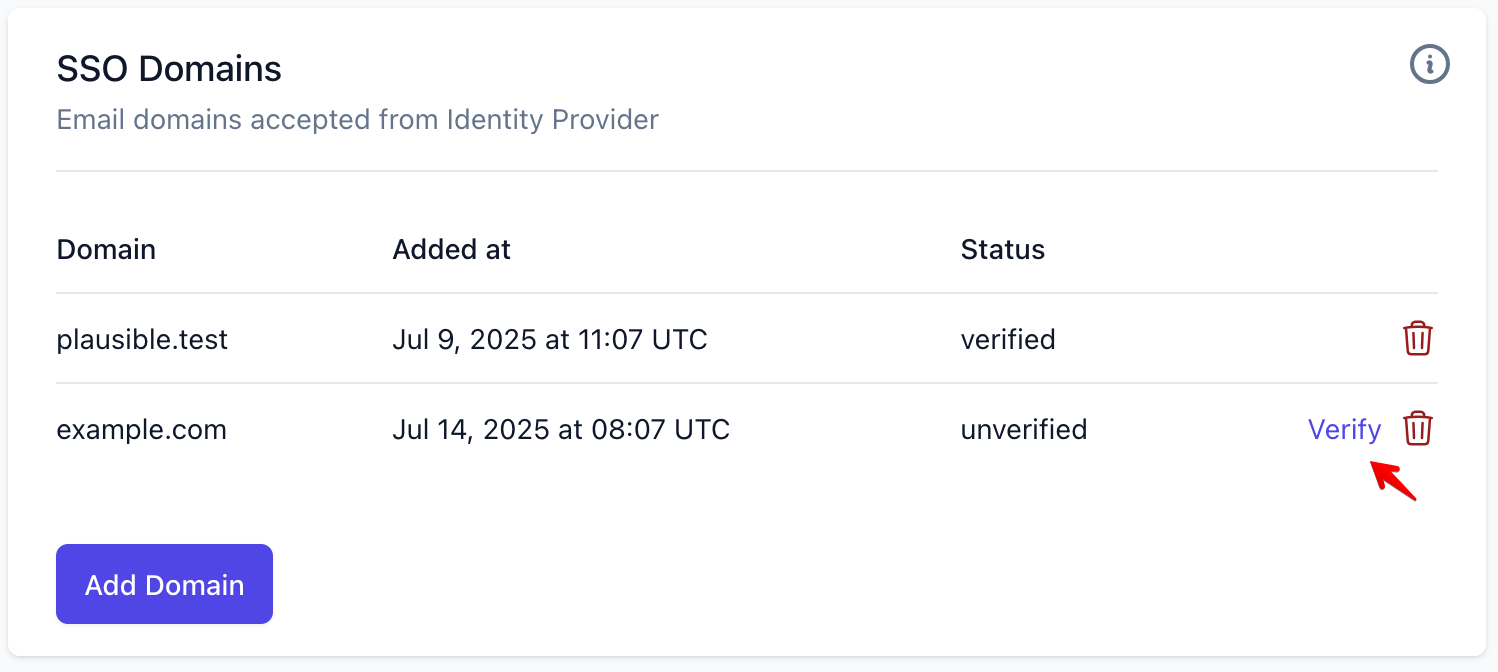 SSO Domains
Email domains accepted from Identity Provider
Domain Added at Status
plausible.test Jul 9, 2025 at 11:07 UTC verified
example.com Jul 14, 2025 at 08:07 UTC unverified Verify
Add Domain